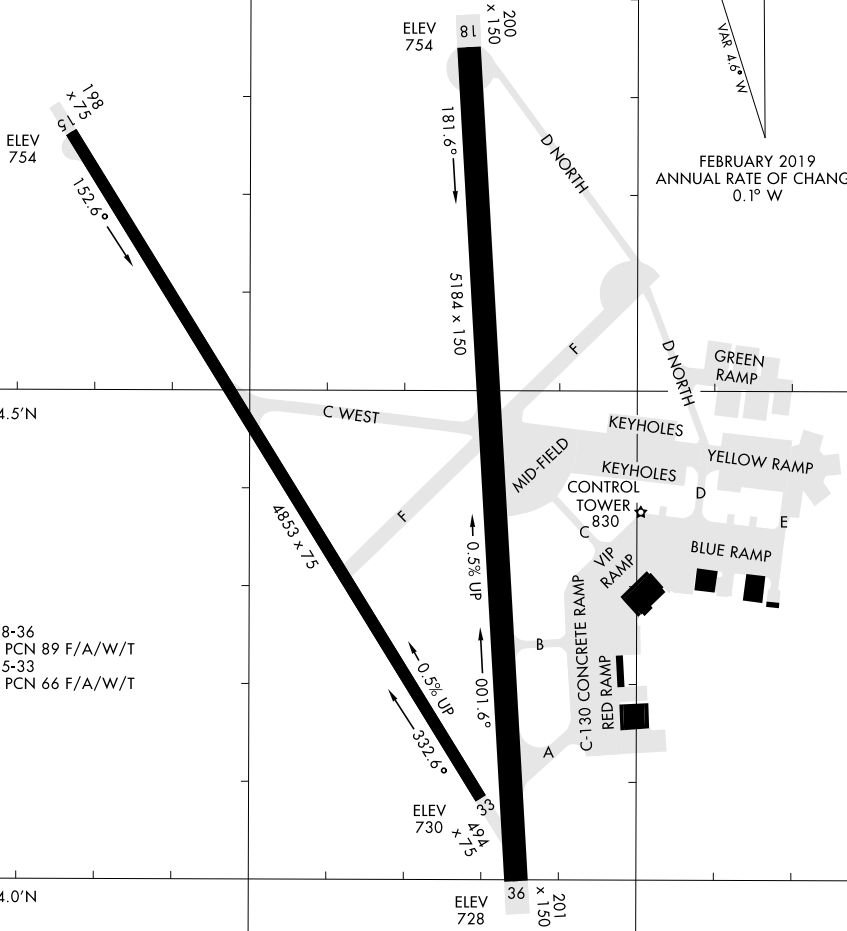 200
x 150
18
ELEV
754
VAR 4.6° W
198
x 75
15
ELEV
754
181.6°
D NORTH
FEBRUARY 2019
ANNUAL RATE OF CHANG
0.1° W
152.6°
5184 x 150
F
D NORTH
GREEN
RAMP
4.5'N
C WEST
KEYHOLES
MID-FIELD
YELLOW RAMP
KEYHOLES
CONTROL
TOWER
830
D
E
F
C
4853 x 75
VIP
RAMP
BLUE RAMP
0.5% UP
8-36
PCN 89 F/A/W/T
5-33
PCN 66 F/A/W/T
B
C-130 CONCRETE RAMP
RED RAMP
0.5% UP
001.6°
332.6°
A
33
ELEV
730
494
x 75
4.0'N
36
ELEV
728
201
x 150